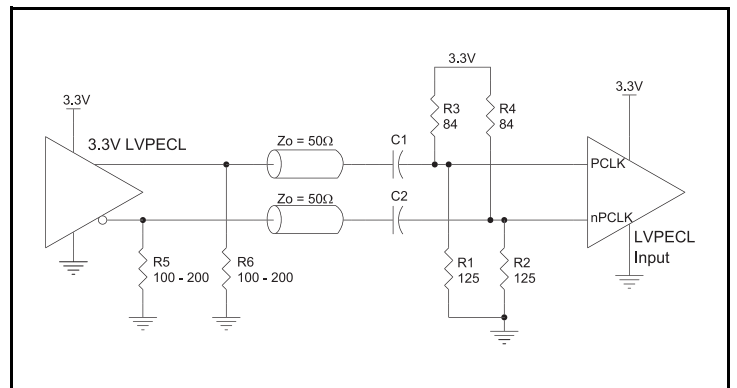 3.3V
3.3V LVPECL
Zo = 50Ω
C1
3.3V
R3
84
R4
84
3.3V
PCLK
Zo = 50Ω
C2
nPCLK
LVPECL
Input
R5
100 - 200
R6
100 - 200
R1
125
R2
125